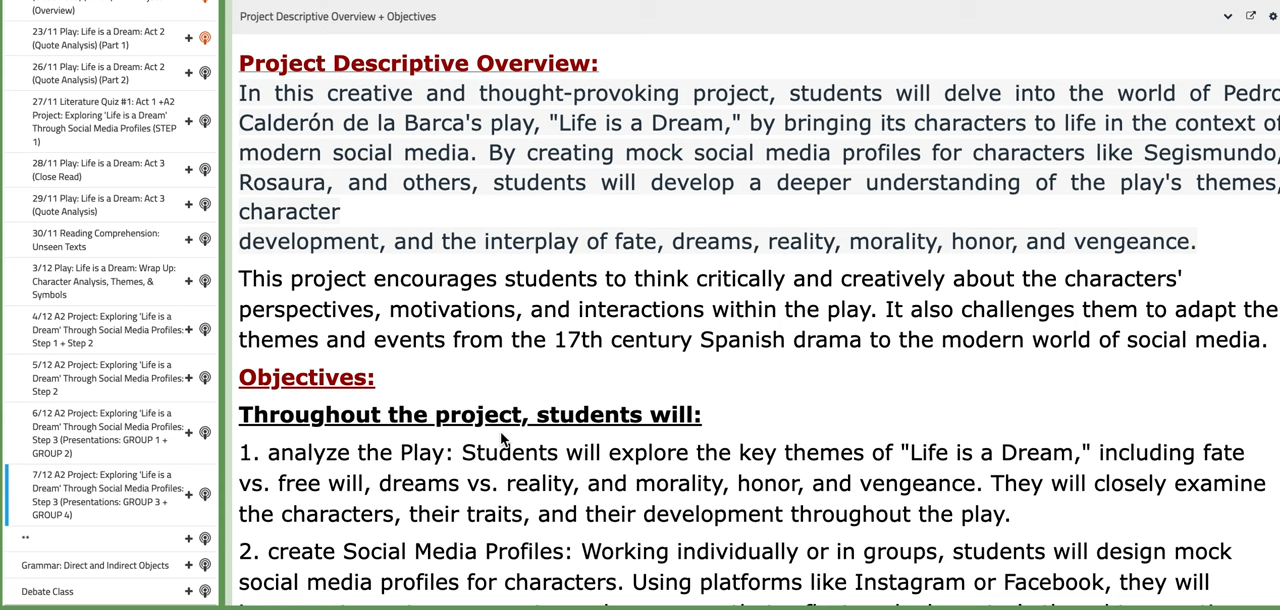 (Overview)
23/11 Play: Life is a Dream: Act 2
(Quote Analysis) (Part 1)
26/11 Play: Life is a Dream: Act 2
(Quote Analysis) (Part 2)
27/11 Literature Quiz #1: Act 1 +A2
Project: Exploring 'Life is a Dream'
Through Social Media Profiles (STEP
1)
28/11 Play: Life is a Dream: Act 3
(Close Read)
29/11 Play: Life is a Dream: Act 3
(Quote Analysis)
30/11 Reading Comprehension:
Unseen Texts
3/12 Play: Life is a Dream: Wrap Up:
Character Analysis, Themes, &
Symbols
4/12 A2 Project: Exploring 'Life is a
Dream' Through Social Media Profiles:
Step 1 + Step 2
5/12 A2 Project: Exploring 'Life is a
Dream' Through Social Media Profiles:
Step 2
6/12 A2 Project: Exploring 'Life is a
Dream' Through Social Media Profiles:
Step 3 (Presentations: GROUP 1 +
GROUP 2)
7/12 A2 Project: Exploring 'Life is a
Dream' Through Social Media Profiles:
Step 3 (Presentations: GROUP 3 +
GROUP 4)
**
Grammar: Direct and Indirect Objects
Debate Class
Project Descriptive Overview + Objectives
Project Descriptive Overview:
In this creative and thought-provoking project, students will delve into the world of Pedro
Calderón de la Barca's play, "Life is a Dream," by bringing its characters to life in the context of
modern social media. By creating mock social media profiles for characters like Segismundo,
Rosaura, and others, students will develop a deeper understanding of the play's themes,
character
development, and the interplay of fate, dreams, reality, morality, honor, and vengeance.
This project encourages students to think critically and creatively about the characters'
perspectives, motivations, and interactions within the play. It also challenges them to adapt the
themes and events from the 17th century Spanish drama to the modern world of social media.
Objectives:
Throughout the project, students will:
1. analyze the Play: Students will explore the key themes of "Life is a Dream," including fate
vs. free will, dreams vs. reality, and morality, honor, and vengeance. They will closely examine
the characters, their traits, and their development throughout the play.
2. create Social Media Profiles: Working individually or in groups, students will design mock
social media profiles for characters. Using platforms like Instagram or Facebook, they will